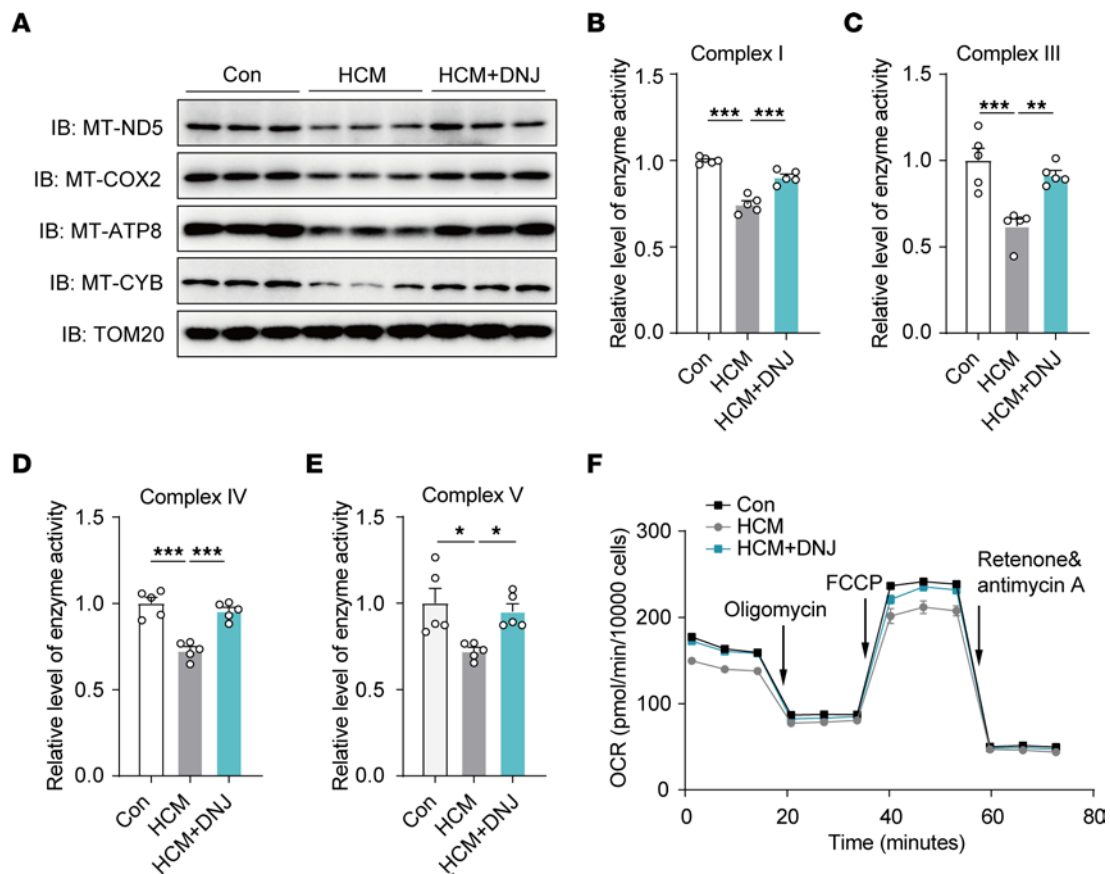 A
Con HCM HCM+DNJ
IB: MT-ND5
IB: MT-COX2
IB: MT-ATP8
IB: MT-CYB
IB: TOM20
B
Complex I
Relative level of enzyme activity
1.5
1.0
0.5
0.0
*** ***
Con
HCM
HCM+DNJ
C
Complex III
Relative level of enzyme activity
1.5
1.0
0.5
0.0
*** **
Con
HCM
HCM+DNJ
D
Complex IV
Relative level of enzyme activity
1.5
1.0
0.5
0.0
*** ***
Con
HCM
HCM+DNJ
E
Complex V
Relative level of enzyme activity
1.5
1.0
0.5
0.0
* *
Con
HCM
HCM+DNJ
F
Con
HCM
HCM+DNJ
OCR (pmol/min/10000 cells)
300
200
150
100
50
0
Oligomycin
FCCP
Retenone&
antimycin A
0 20 40 60 80
Time (minutes)